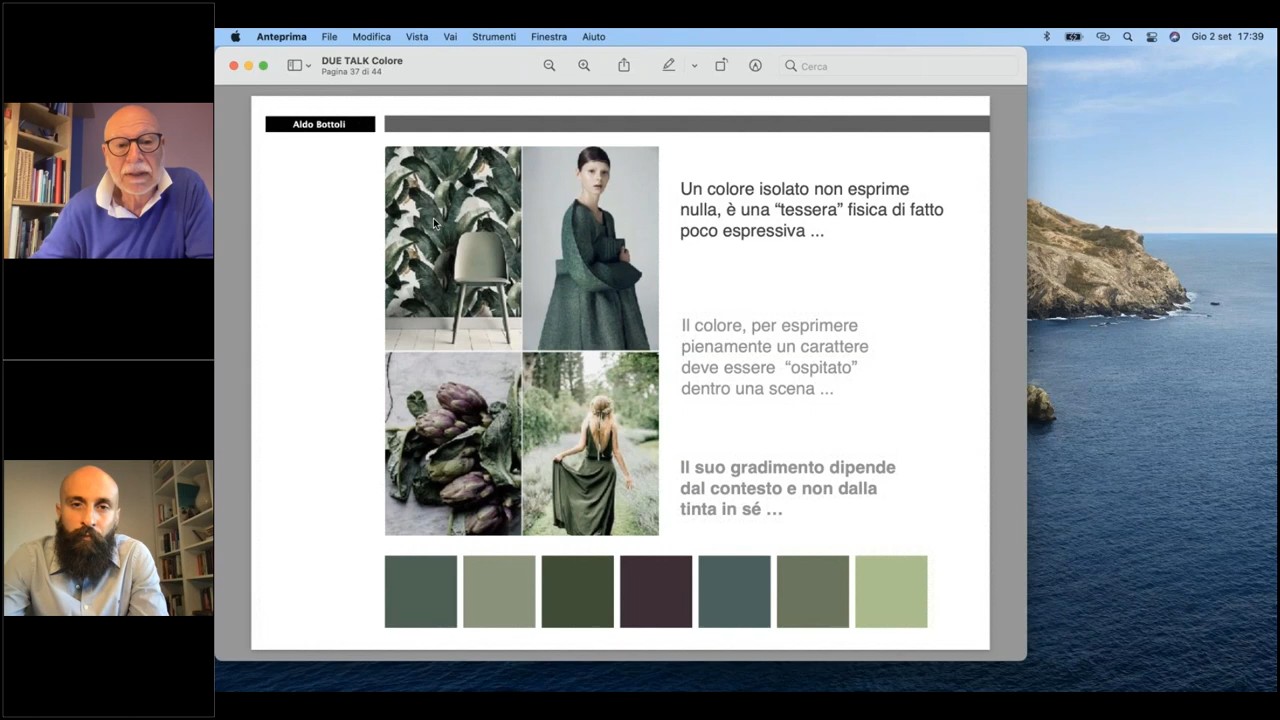 Anteprima File Modifica Vista Vai Strumenti Finestra Aiuto
Gio 2 set 17:39
DUE TALK Colore
Pagina 37 di 44
Cerca
Aldo Bottoli
Un colore isolato non esprime
nulla, è una “tessera” fisica di fatto
poco espressiva ...
Il colore, per esprimere
pienamente un carattere
deve essere “ospitato”
dentro una scena ...
Il suo gradimento dipende
dal contesto e non dalla
tinta in sé ...